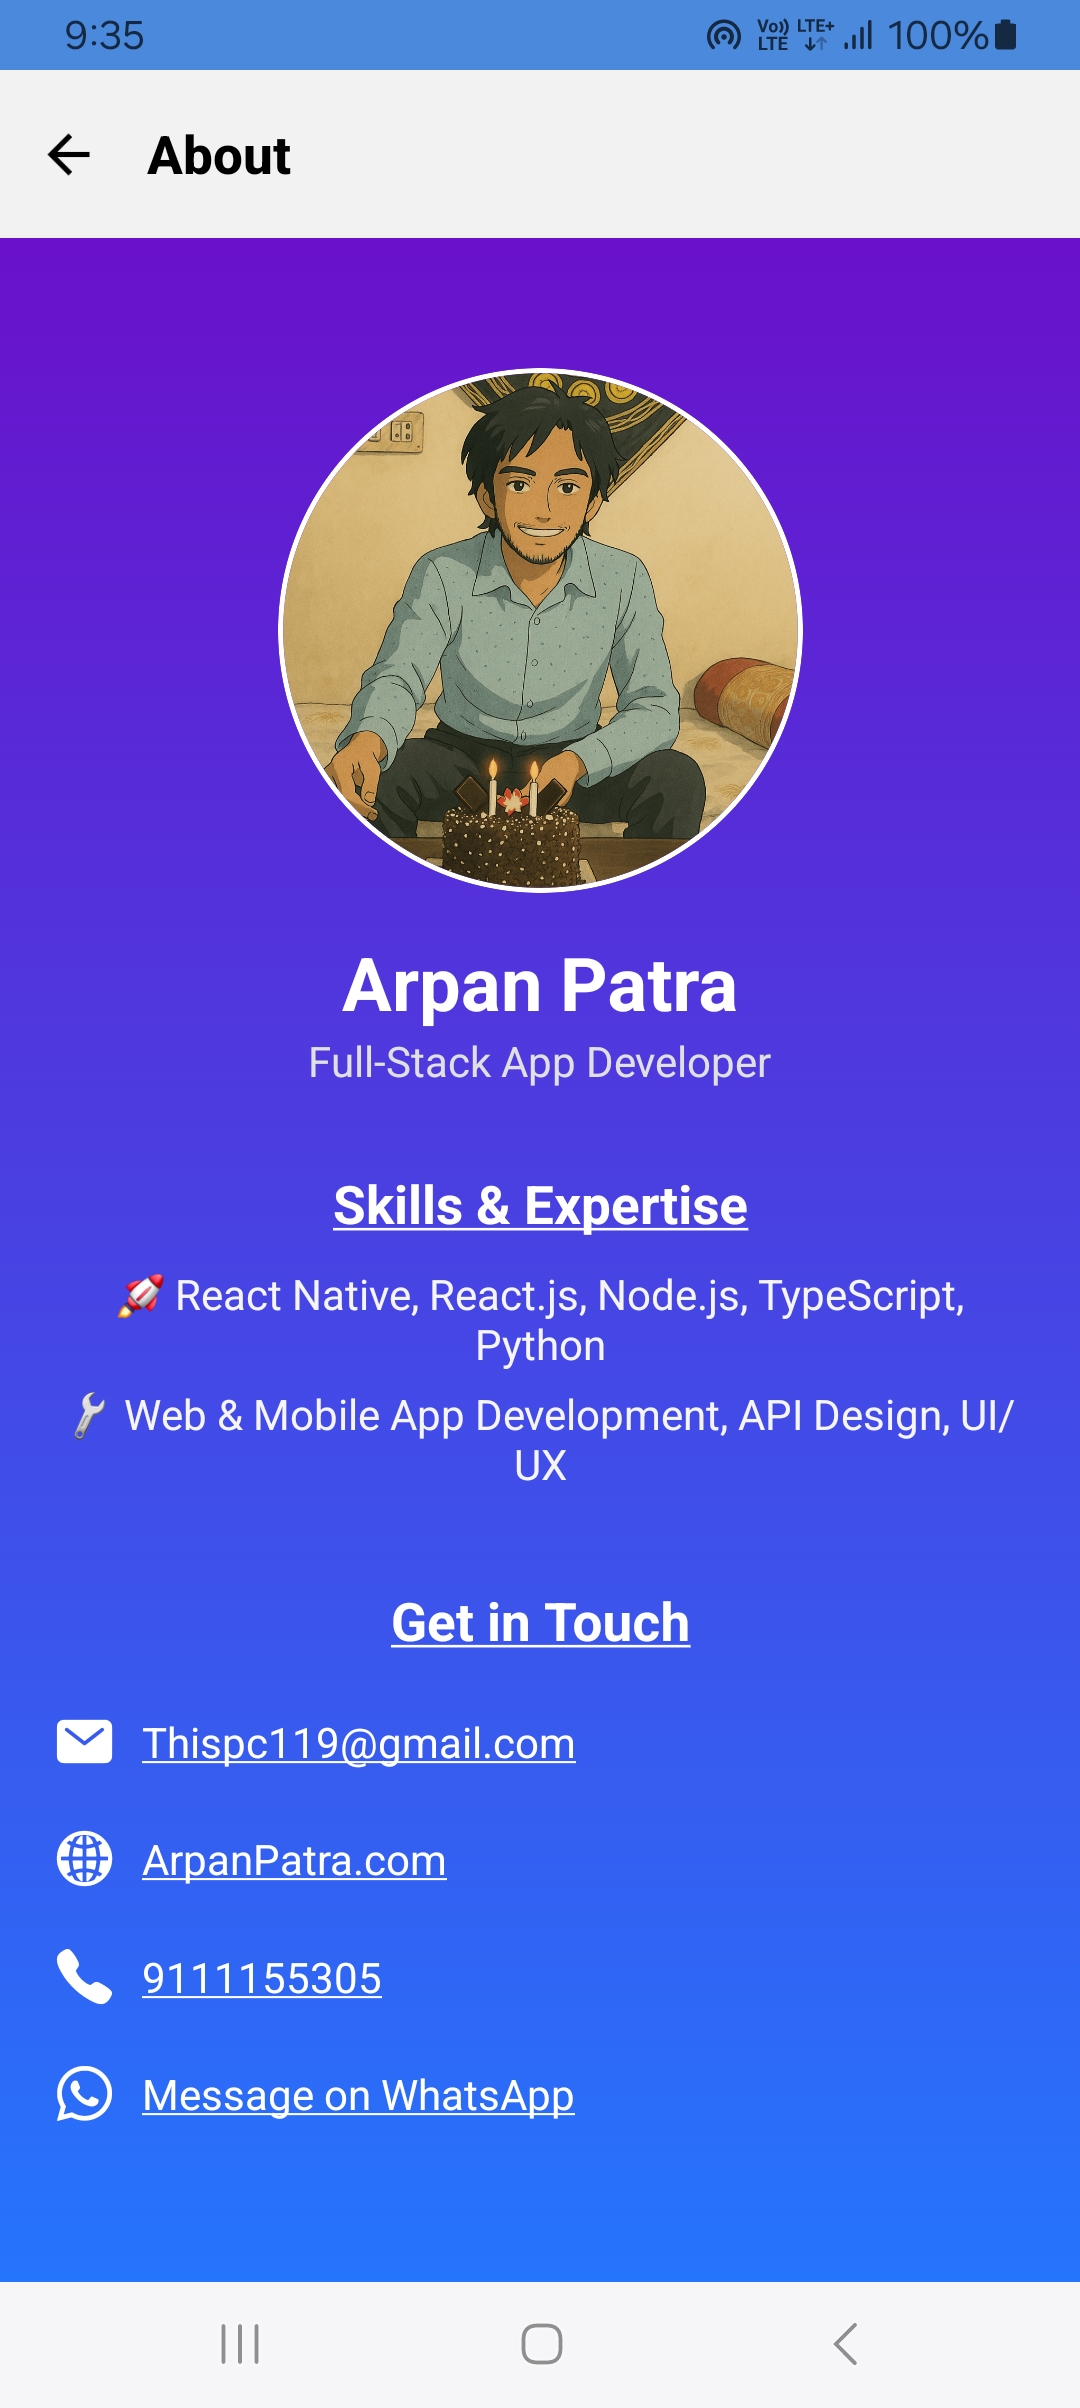 9:35
Vo)) LTE+
LTE
100%
About
Arpan Patra
Full-Stack App Developer
Skills & Expertise
🚀 React Native, React.js, Node.js, TypeScript,
Python
🔧 Web & Mobile App Development, API Design, UI/
UX
Get in Touch
Thispc119@gmail.com
ArpanPatra.com
9111155305
Message on WhatsApp